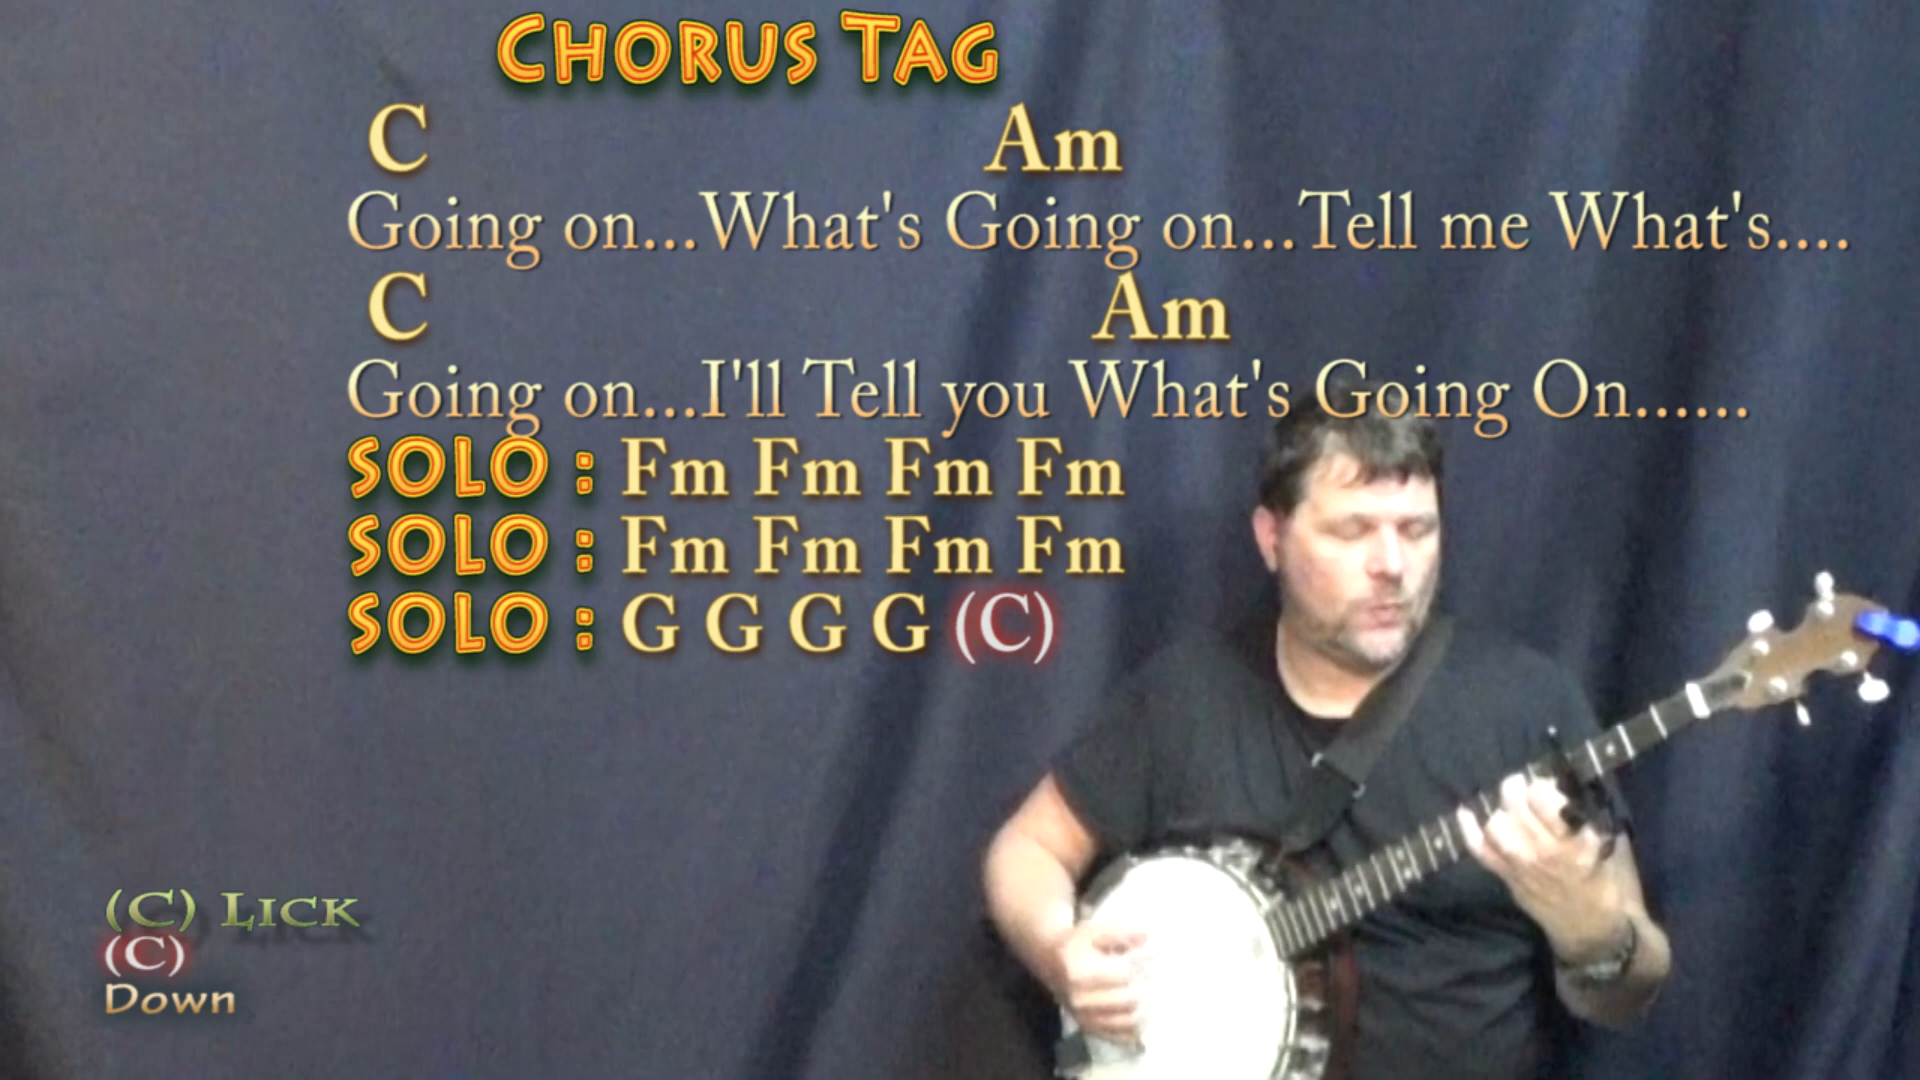 CHORUS TAG
C Am
Going on...What's Going on...Tell me What's....
C Am
Going on...I'll Tell you What's Going On......
SOLO : Fm Fm Fm Fm
SOLO : Fm Fm Fm Fm
SOLO : G G G G (C)
(C) LICK
(C)
DOWN